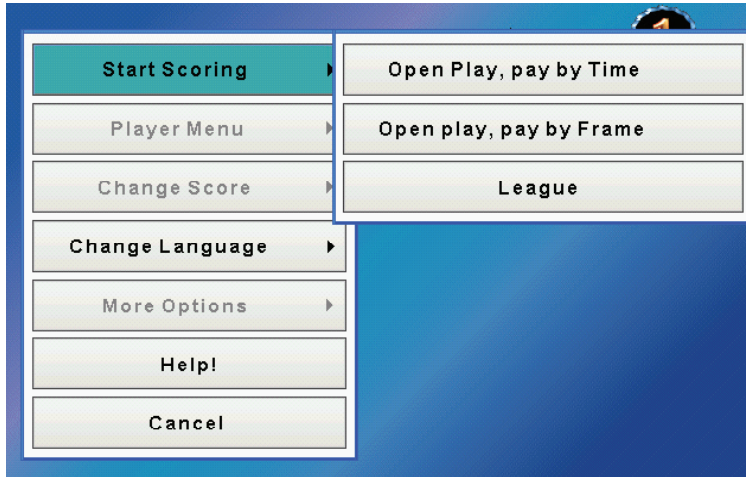 Start Scoring
Player Menu
Change Score
Change Language
More Options
Help!
Cancel
Open Play, pay by Time
Open play, pay by Frame
League